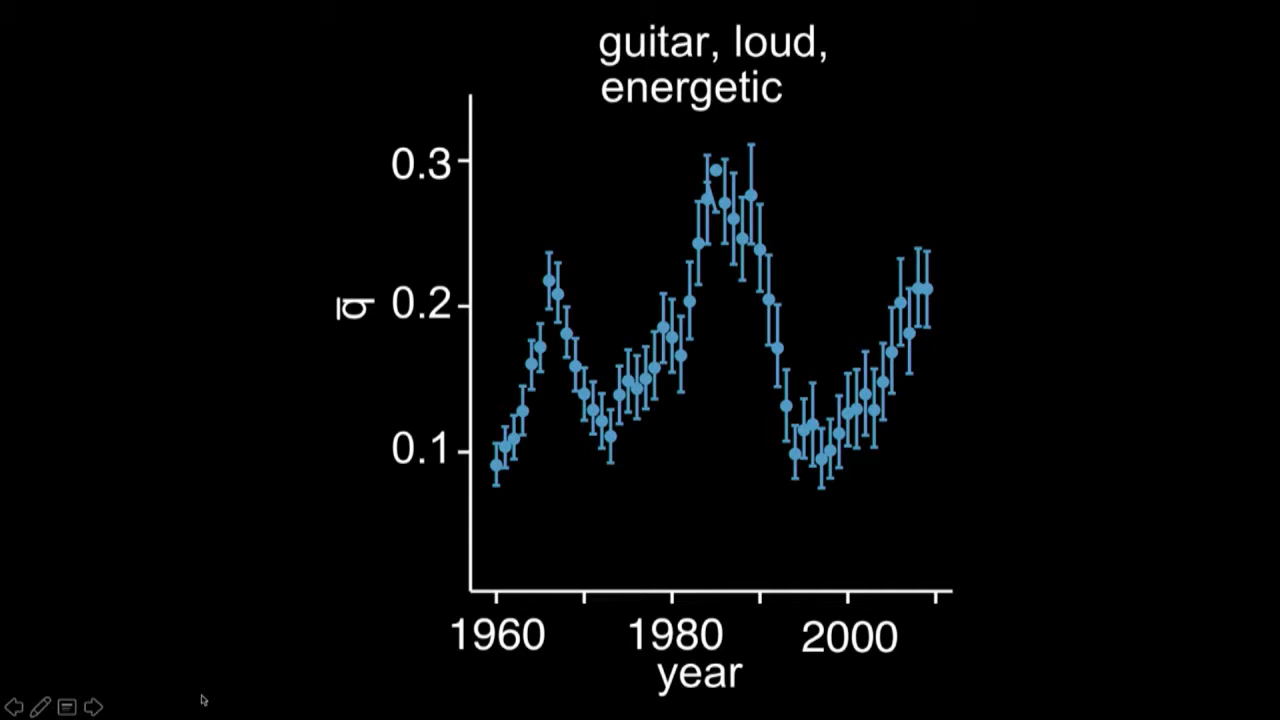 guitar, loud,
energetic
0.3
0.2
0.1
q̅
1960
1980
2000
year